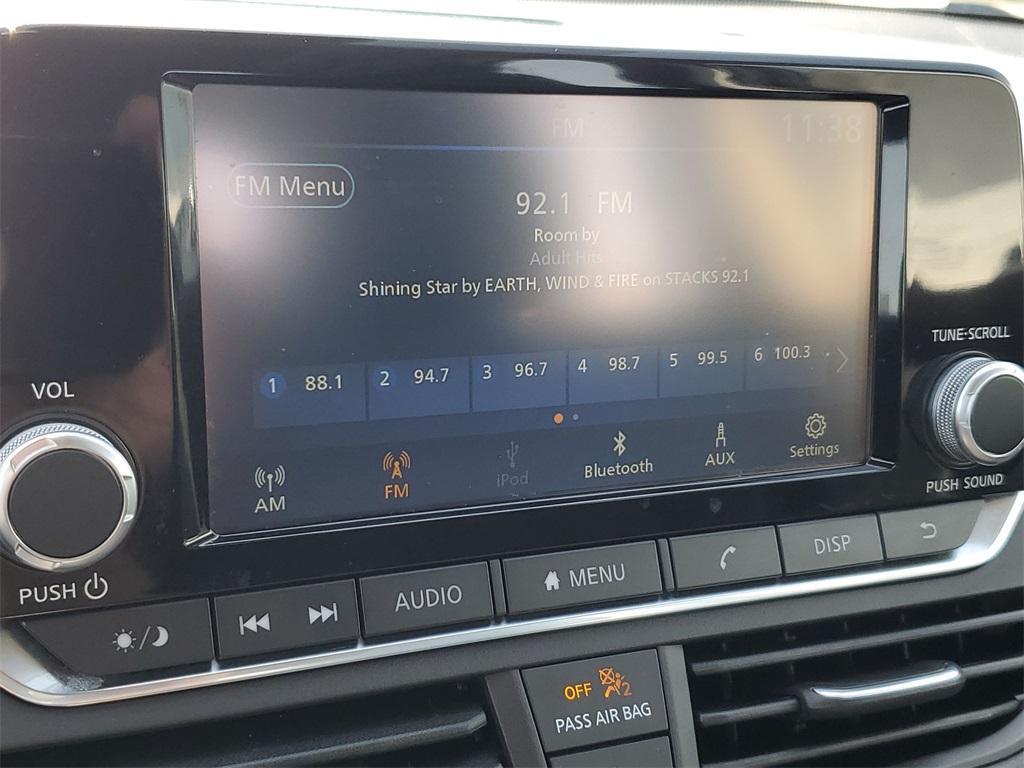 FM
11:38
FM Menu
92.1 FM
Room by
Adult Hits
Shining Star by EARTH, WIND & FIRE on STACKS 92.1
1 88.1 2 94.7 3 96.7 4 98.7 5 99.5 6 100.3
AM FM iPod Bluetooth AUX Settings
VOL
PUSH
TUNE·SCROLL
PUSH SOUND
AUDIO MENU DISP
OFF 2
PASS AIR BAG